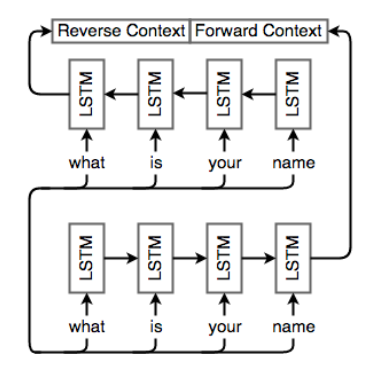 Reverse Context Forward Context
LSTM LSTM LSTM LSTM
what is your name
LSTM LSTM LSTM LSTM
what is your name